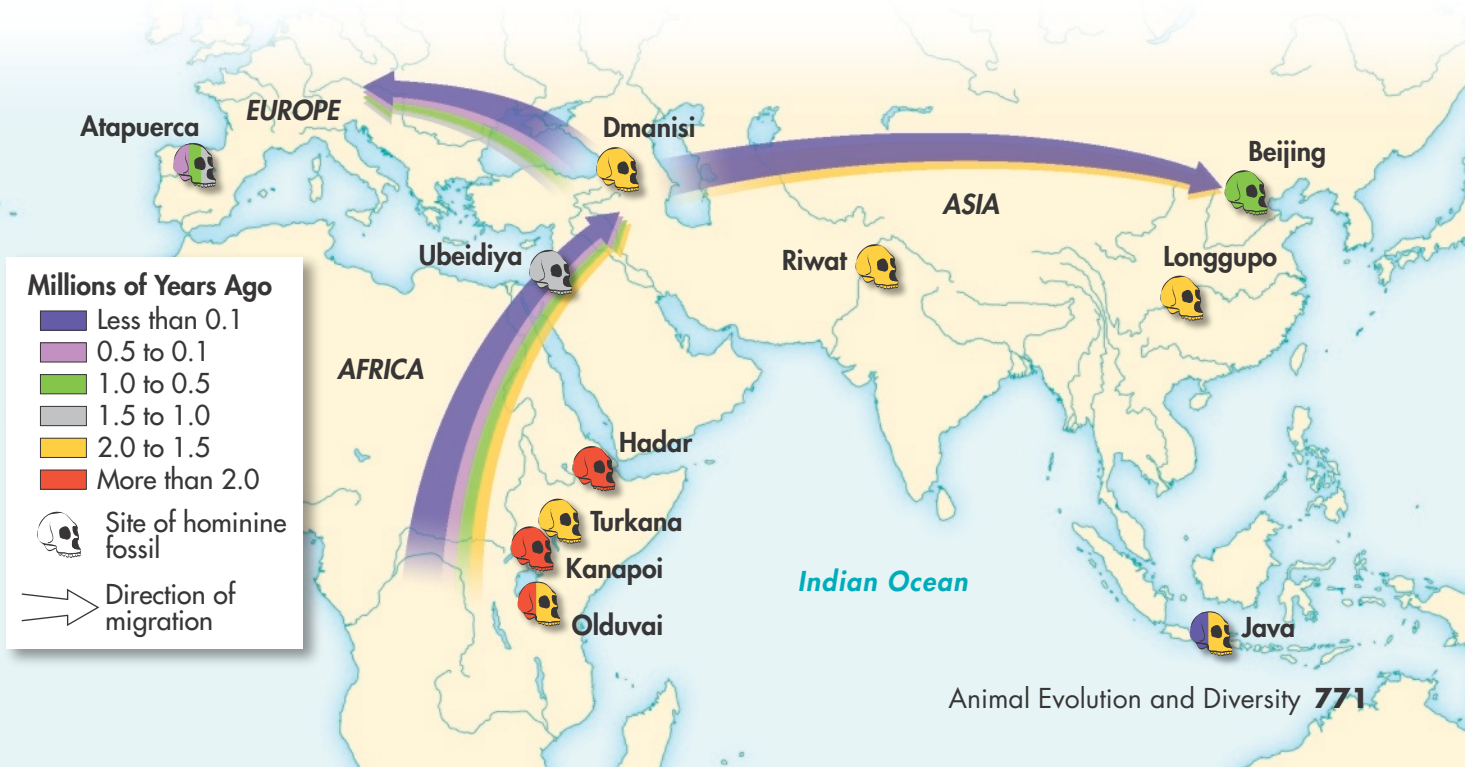 Atapuerca
EUROPE
Dmanisi
Beijing
ASIA
Ubeidiya
Riwat
Longgupo
Millions of Years Ago
Less than 0.1
0.5 to 0.1
1.0 to 0.5
1.5 to 1.0
2.0 to 1.5
More than 2.0
Site of hominine
fossil
Direction of
migration
AFRICA
Hadar
Turkana
Kanapoi
Olduvai
Indian Ocean
Java
Animal Evolution and Diversity 771